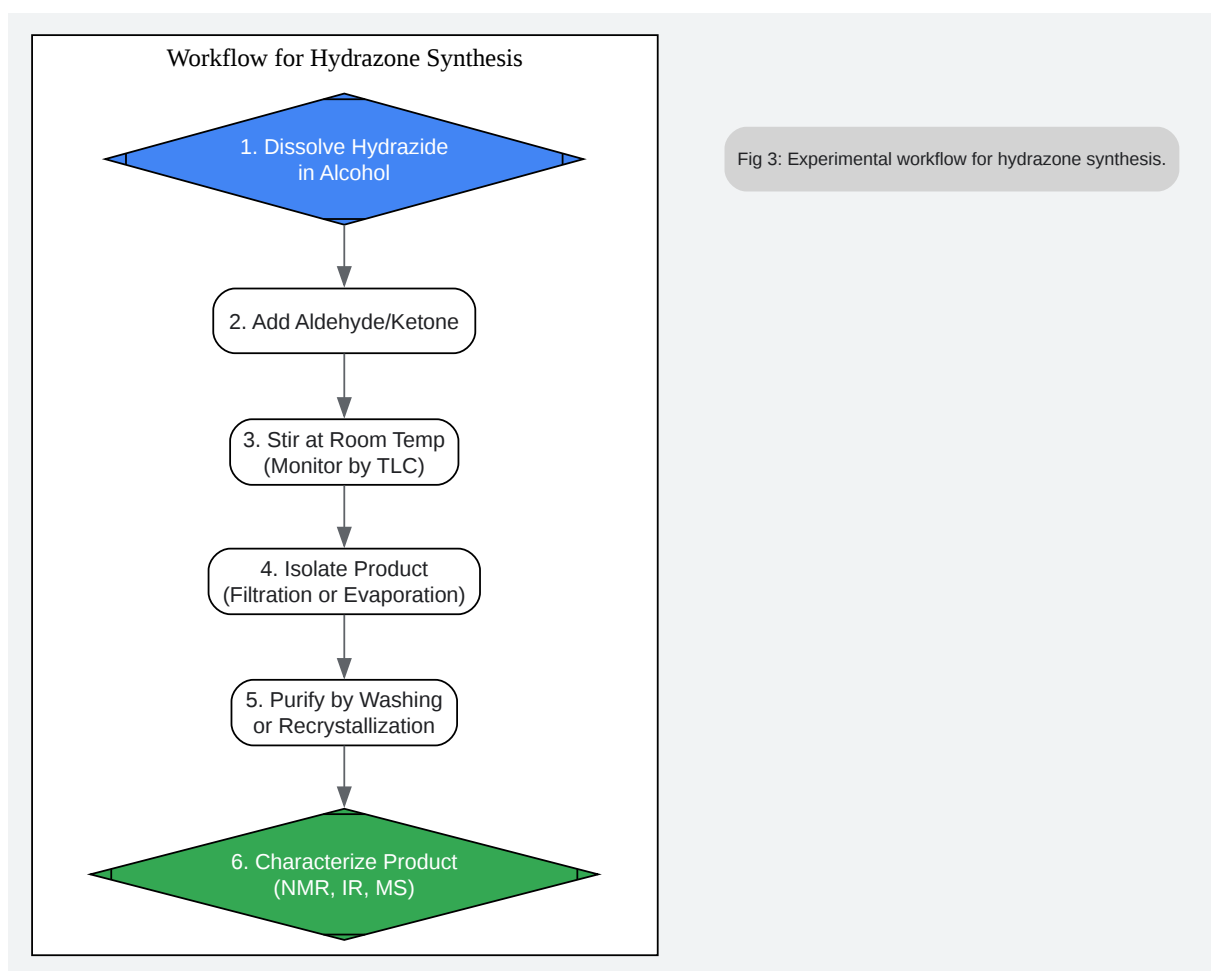 Workflow for Hydrazone Synthesis
1. Dissolve Hydrazide
in Alcohol
Fig 3: Experimental workflow for hydrazone synthesis.
2. Add Aldehyde/Ketone
3. Stir at Room Temp
(Monitor by TLC)
4. Isolate Product
(Filtration or Evaporation)
5. Purify by Washing
or Recrystallization
6. Characterize Product
(NMR, IR, MS)